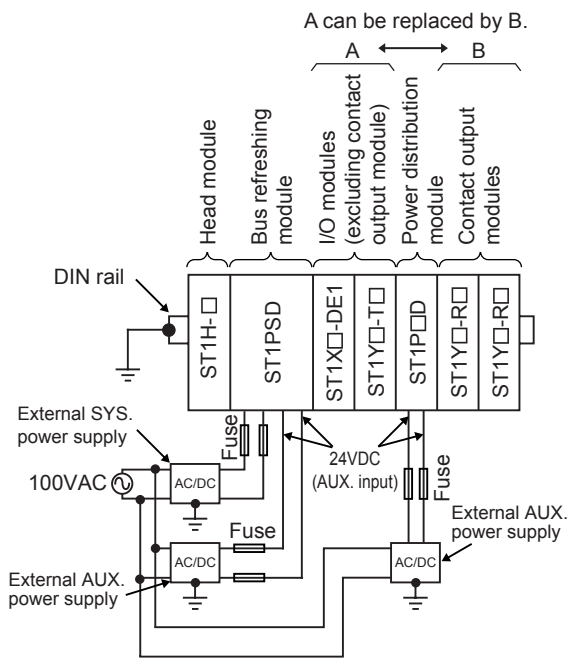 A can be replaced by B.
A
B
Head module
Bus refreshing
module
I/O modules
(excluding contact
output module)
Power distribution
module
Contact output
modules
DIN rail
ST1H-□
ST1PSD
ST1X□-DE1
ST1Y□-T□
ST1P□D
ST1Y□-R□
ST1Y□-R□
External SYS.
power supply
Fuse
24VDC
(AUX. input)
Fuse
100VAC
AC/DC
Fuse
External AUX.
power supply
AC/DC
AC/DC
External AUX.
power supply